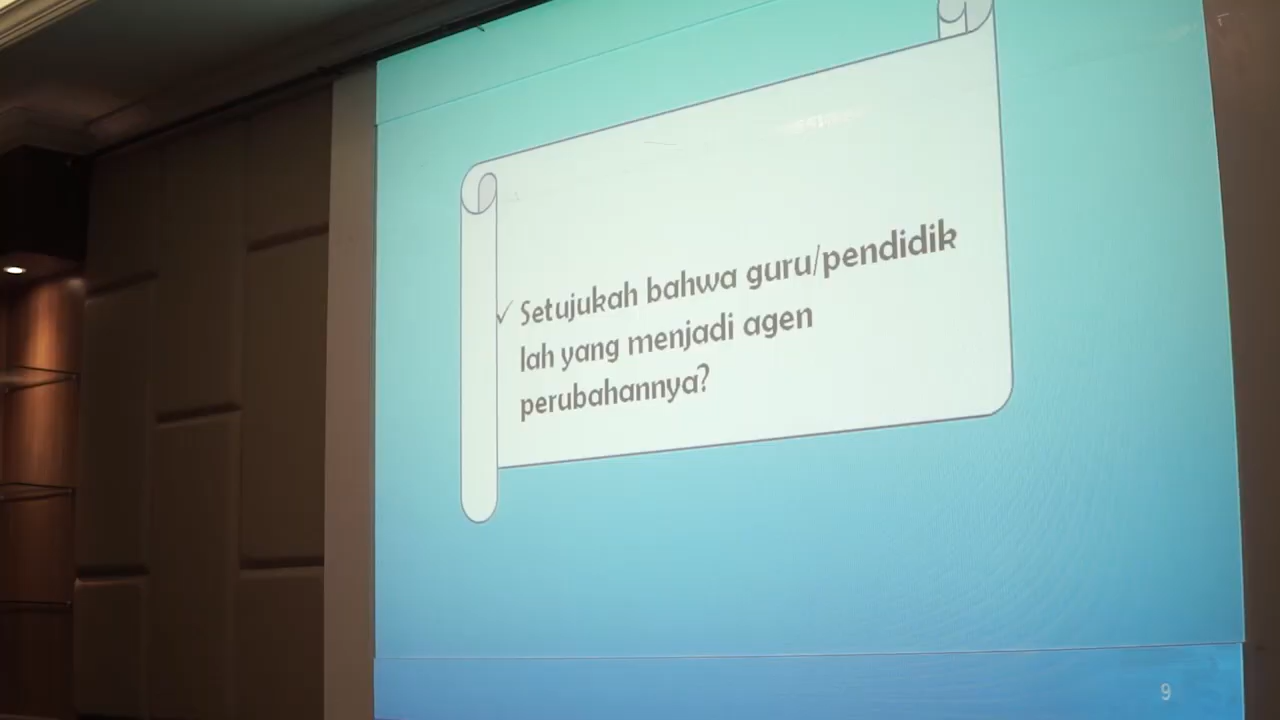 ✓ Setujukah bahwa guru/pendidik
lah yang menjadi agen
perubahannya?
9